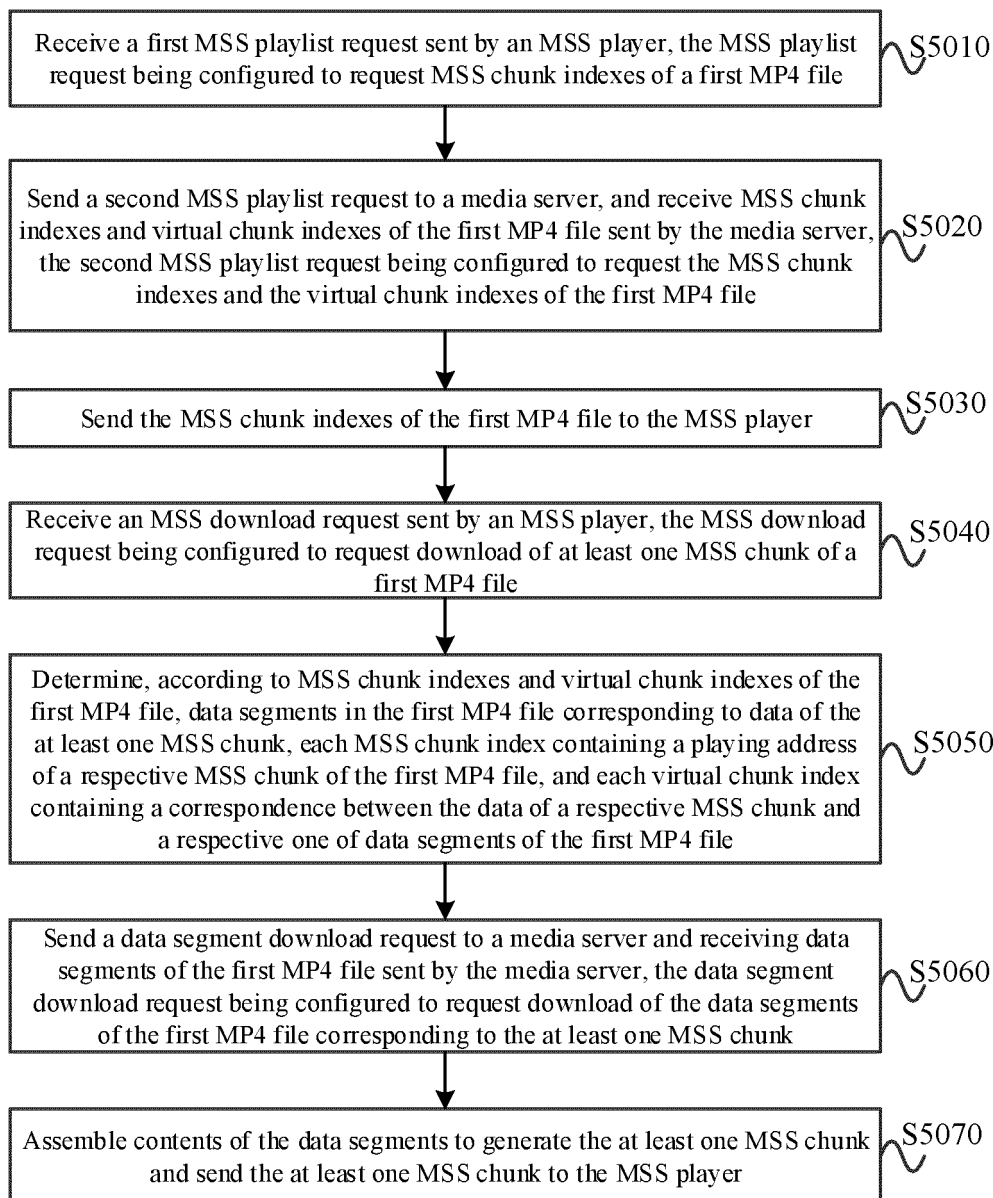 Receive a first MSS playlist request sent by an MSS player, the MSS playlist
request being configured to request MSS chunk indexes of a first MP4 file
S5010
Send a second MSS playlist request to a media server, and receive MSS chunk
indexes and virtual chunk indexes of the first MP4 file sent by the media server,
the second MSS playlist request being configured to request the MSS chunk
indexes and the virtual chunk indexes of the first MP4 file
S5020
Send the MSS chunk indexes of the first MP4 file to the MSS player
S5030
Receive an MSS download request sent by an MSS player, the MSS download
request being configured to request download of at least one MSS chunk of a
first MP4 file
S5040
Determine, according to MSS chunk indexes and virtual chunk indexes of the
first MP4 file, data segments in the first MP4 file corresponding to data of the
at least one MSS chunk, each MSS chunk index containing a playing address
of a respective MSS chunk of the first MP4 file, and each virtual chunk index
containing a correspondence between the data of a respective MSS chunk and
a respective one of data segments of the first MP4 file
S5050
Send a data segment download request to a media server and receiving data
segments of the first MP4 file sent by the media server, the data segment
download request being configured to request download of the data segments
of the first MP4 file corresponding to the at least one MSS chunk
S5060
Assemble contents of the data segments to generate the at least one MSS chunk
and send the at least one MSS chunk to the MSS player
S5070